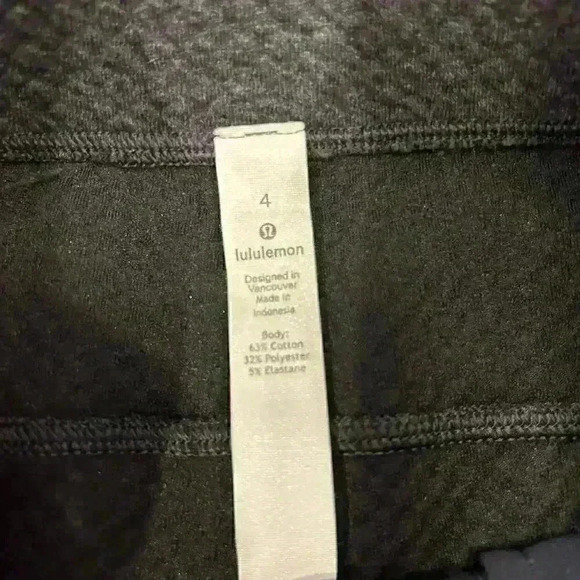 4
lululemon
Designed in
Vancouver
Made in
Indonesia
Body:
63% Cotton
32% Polyester
5% Elastane